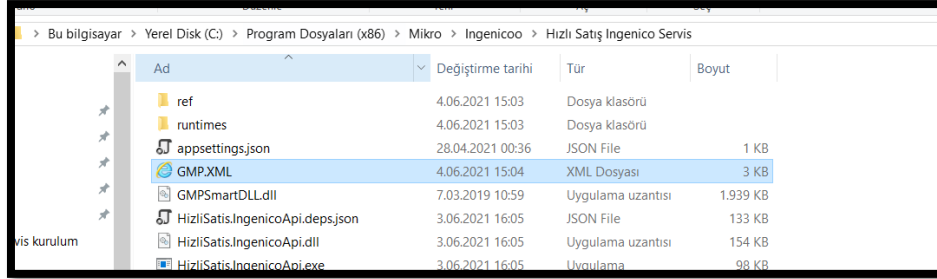 Bu bilgisayar > Yerel Disk (C:) > Program Dosyaları (x86) > Mikro > Ingenicoo > Hızlı Satış Ingenico Servis
Ad Değiştirme tarihi Tür Boyut
ref 4.06.2021 15:03 Dosya klasörü
runtimes 4.06.2021 15:03 Dosya klasörü
appsettings.json 28.04.2021 00:36 JSON File 1 KB
GMP.XML 4.06.2021 15:04 XML Dosyası 3 KB
GMPSmartDLL.dll 7.03.2019 10:59 Uygulama uzantısı 1.939 KB
HizliSatis.IngenicoApi.deps.json 3.06.2021 16:05 JSON File 133 KB
vis kurulum HizliSatis.IngenicoApi.dll 3.06.2021 16:05 Uygulama uzantısı 154 KB
HizliSatis.IngenicoApi.exe 3.06.2021 16:05 Uygulama 98 KB